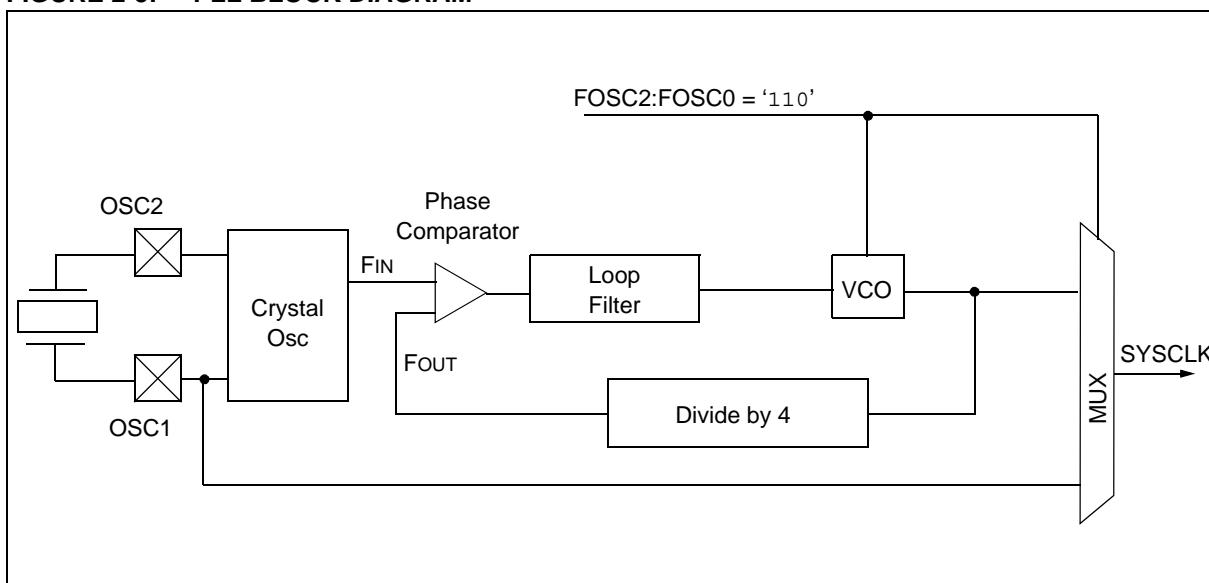 FOSC2:FOSC0 = ‘110’
OSC2
Phase
Comparator
FIN
Loop
Filter
VCO
Crystal
Osc
SYSCLK
FOUT
MUX
Divide by 4
OSC1